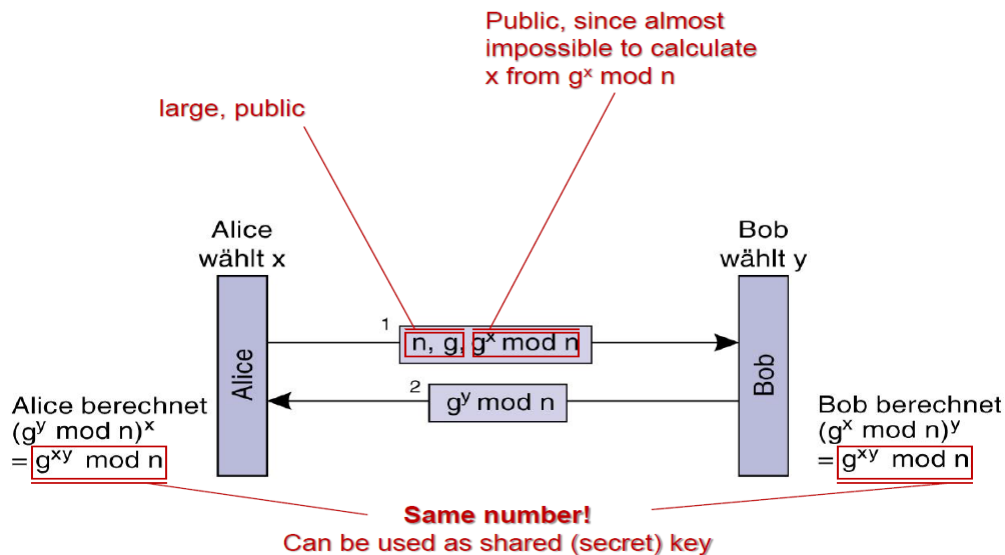 Public, since almost
impossible to calculate
x from gˣ mod n
large, public
Alice
wählt x
Bob
wählt y
1
n, g, gˣ mod n
2
gʸ mod n
Alice
Bob
Alice berechnet
(gʸ mod n)ˣ
= gˣʸ mod n
Bob berechnet
(gˣ mod n)ʸ
= gˣʸ mod n
Same number!
Can be used as shared (secret) key